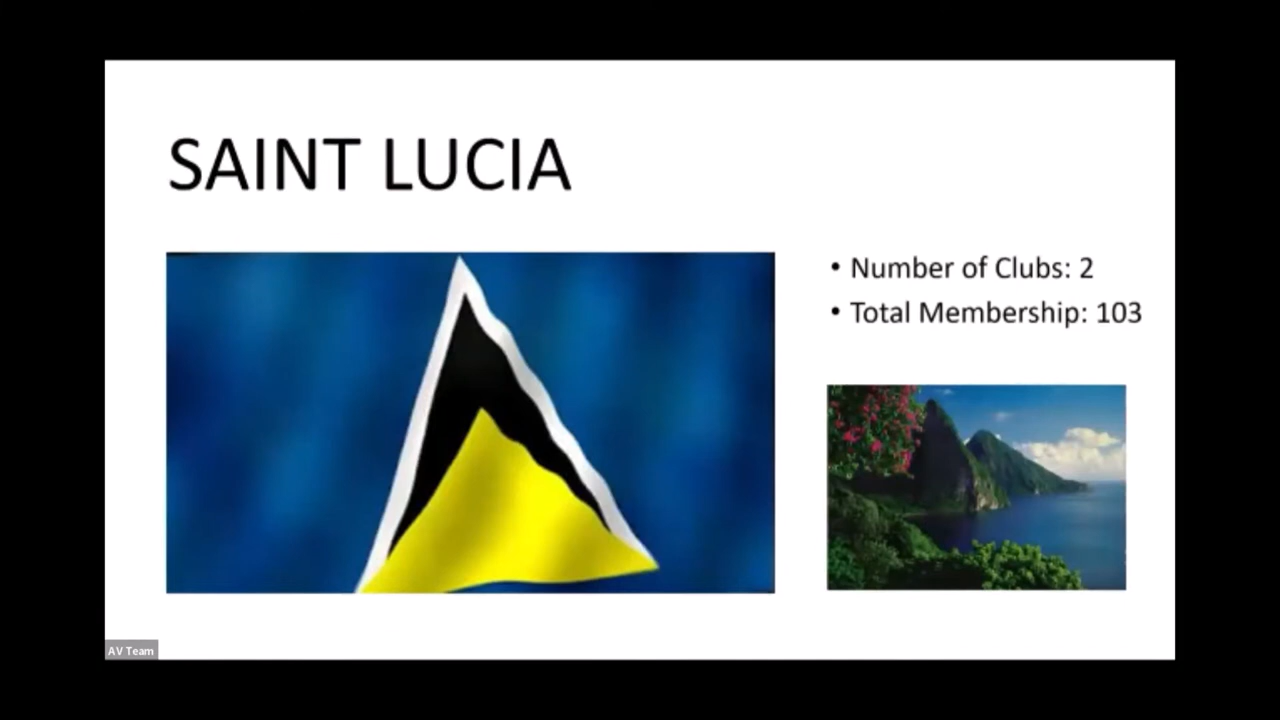 SAINT LUCIA
• Number of Clubs: 2
• Total Membership: 103
AV Team